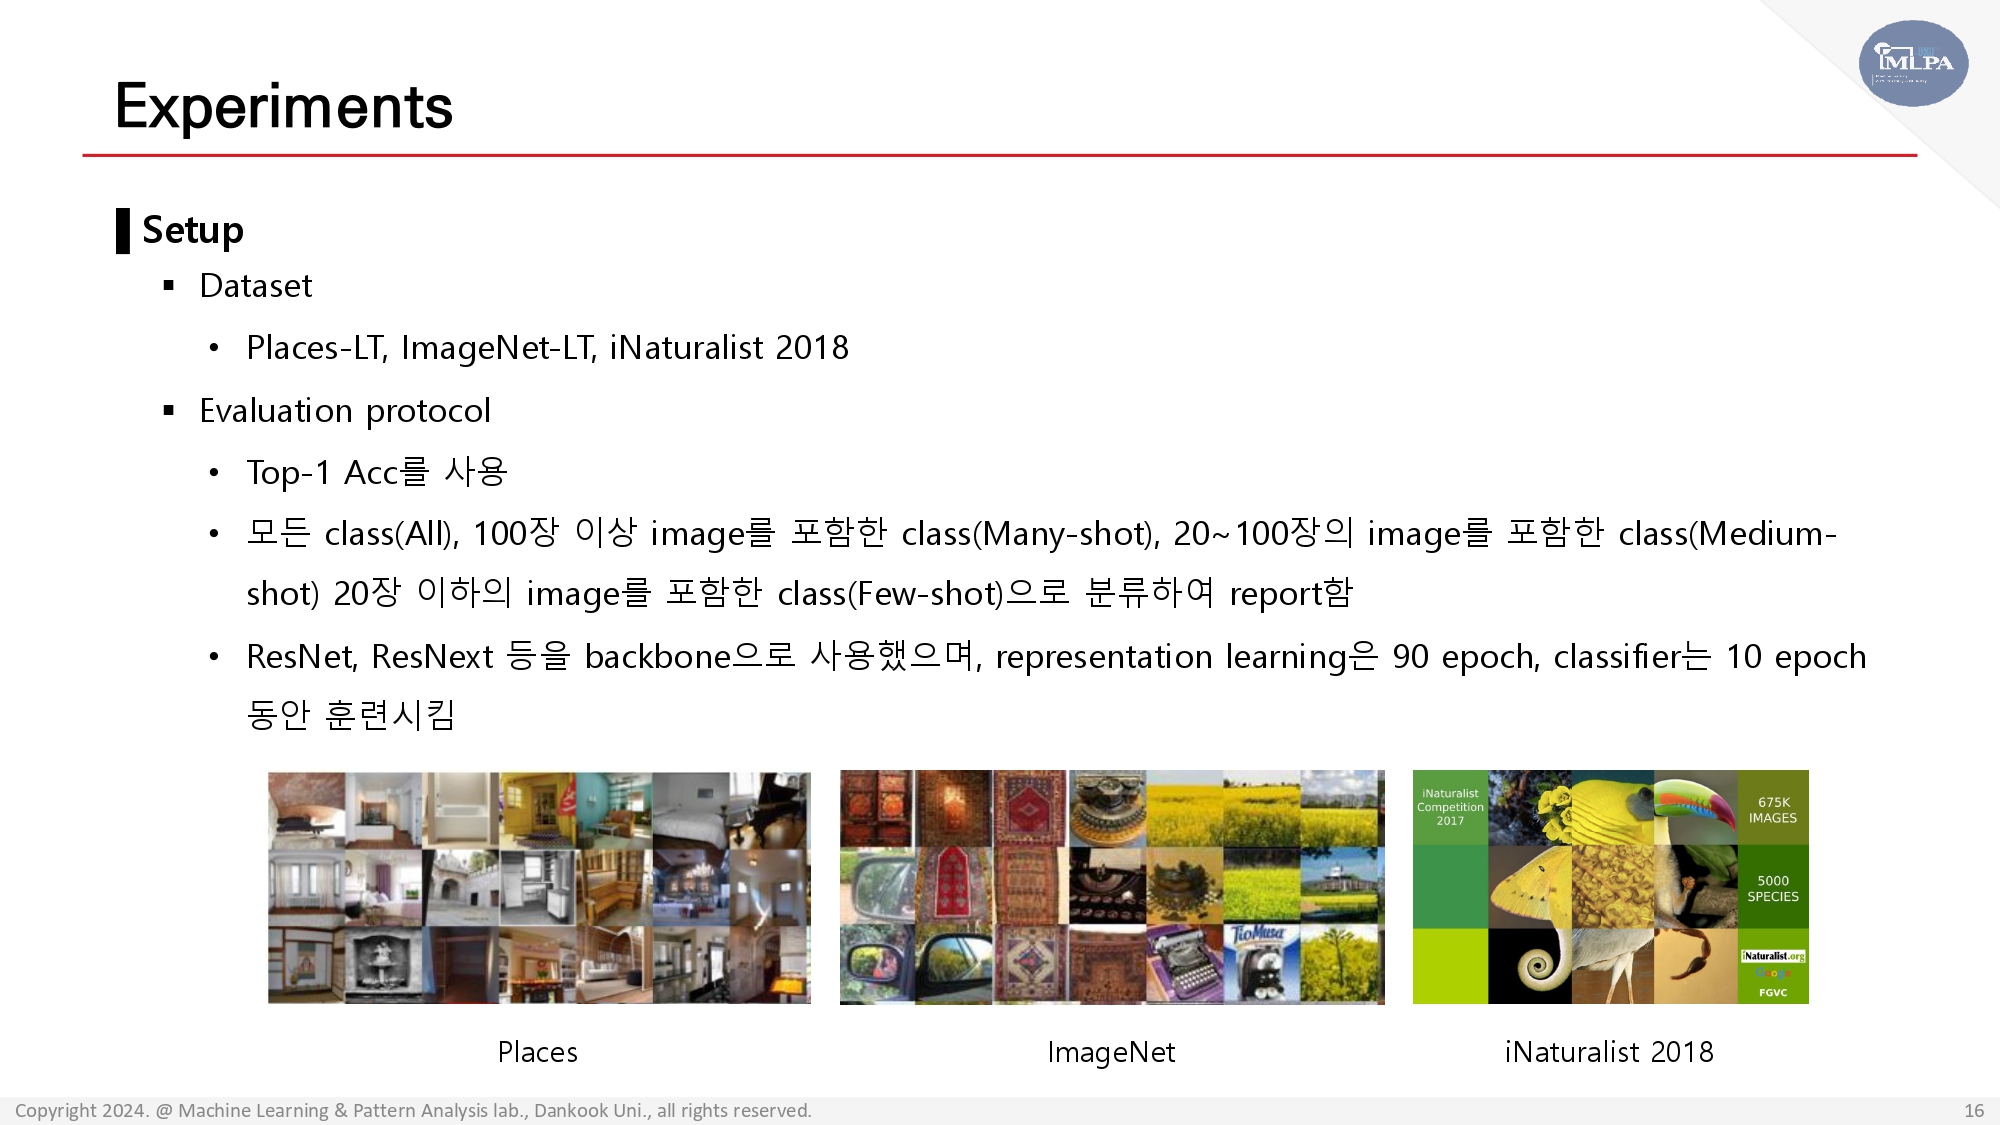 MLPA
Experiments
Setup
▪ Dataset
• Places-LT, ImageNet-LT, iNaturalist 2018
▪ Evaluation protocol
• Top-1 Acc를 사용
• 모든 class(All), 100장 이상 image를 포함한 class(Many-shot), 20~100장의 image를 포함한 class(Medium-
shot) 20장 이하의 image를 포함한 class(Few-shot)으로 분류하여 report함
• ResNet, ResNext 등을 backbone으로 사용했으며, representation learning은 90 epoch, classifier는 10 epoch
동안 훈련시킴
TioMusa
iNaturalist
Competition
2017
675K
IMAGES
5000
SPECIES
iNaturalist.org
Google
FGVC
Places
ImageNet
iNaturalist 2018
Copyright 2024. @ Machine Learning & Pattern Analysis lab., Dankook Uni., all rights reserved.
16